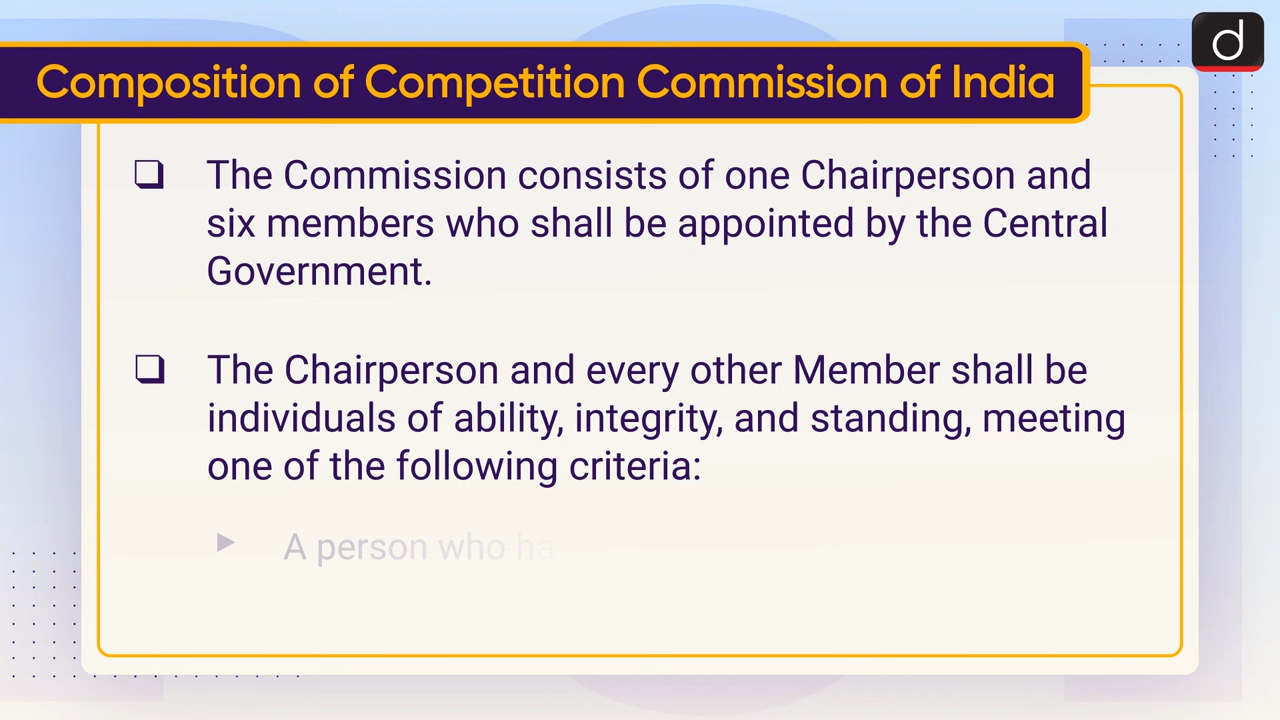 d
Composition of Competition Commission of India
❑ The Commission consists of one Chairperson and
six members who shall be appointed by the Central
Government.
❑ The Chairperson and every other Member shall be
individuals of ability, integrity, and standing, meeting
one of the following criteria:
► A person who ha